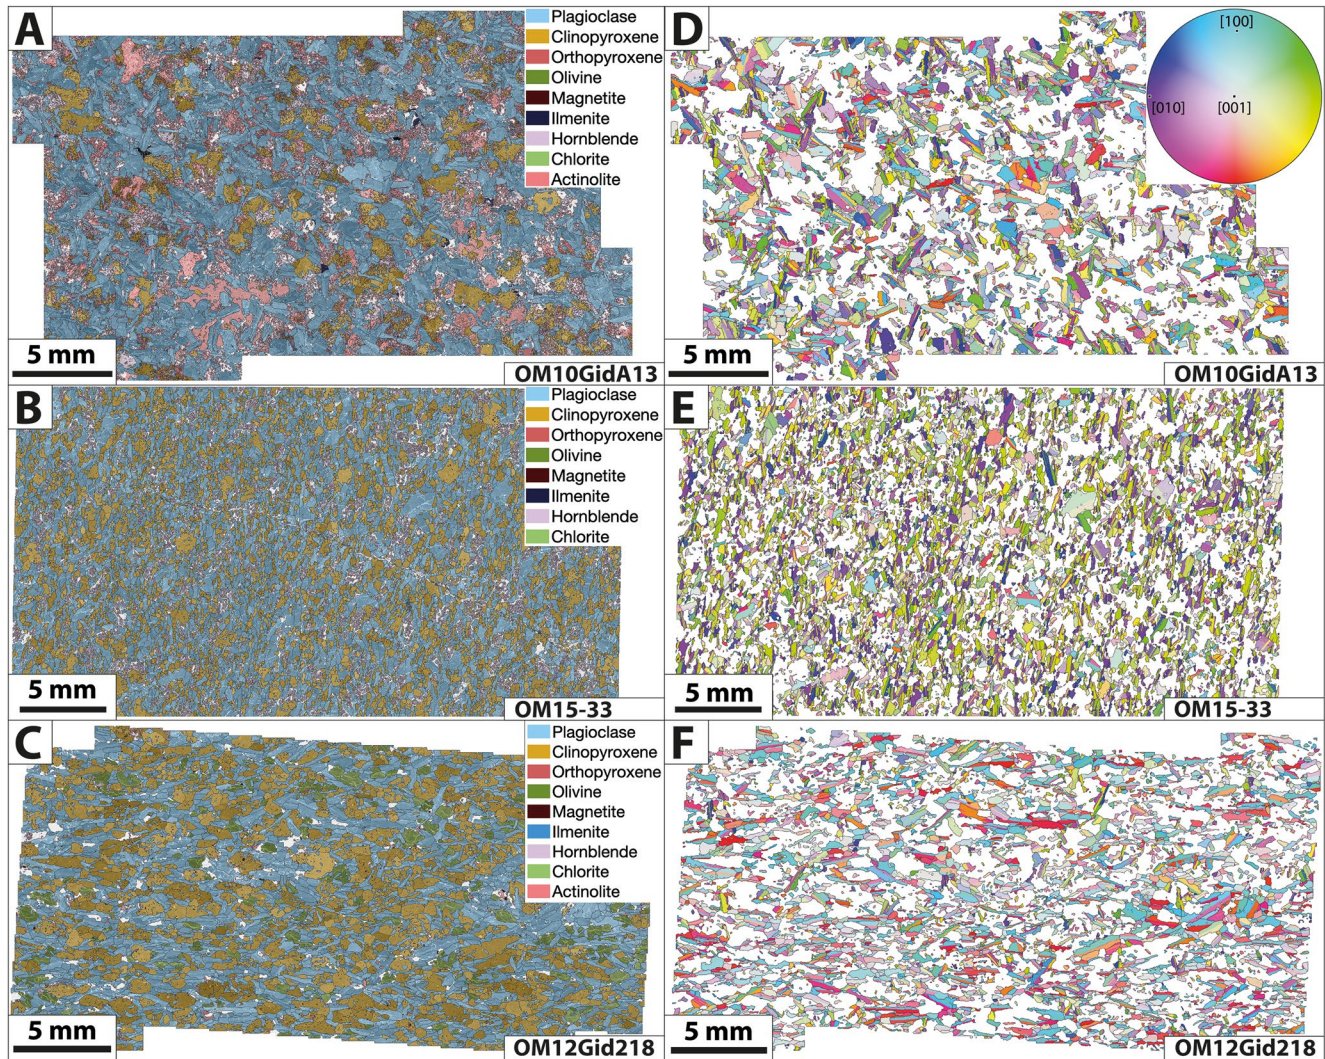 A
Plagioclase
Clinopyroxene
Orthopyroxene
Olivine
Magnetite
Ilmenite
Hornblende
Chlorite
Actinolite
5 mm
OM10GidA13
D
[100]
[010]
[001]
5 mm
OM10GidA13
B
Plagioclase
Clinopyroxene
Orthopyroxene
Olivine
Magnetite
Ilmenite
Hornblende
Chlorite
5 mm
OM15-33
E
5 mm
OM15-33
C
Plagioclase
Clinopyroxene
Orthopyroxene
Olivine
Magnetite
Ilmenite
Hornblende
Chlorite
Actinolite
5 mm
OM12Gid218
F
5 mm
OM12Gid218